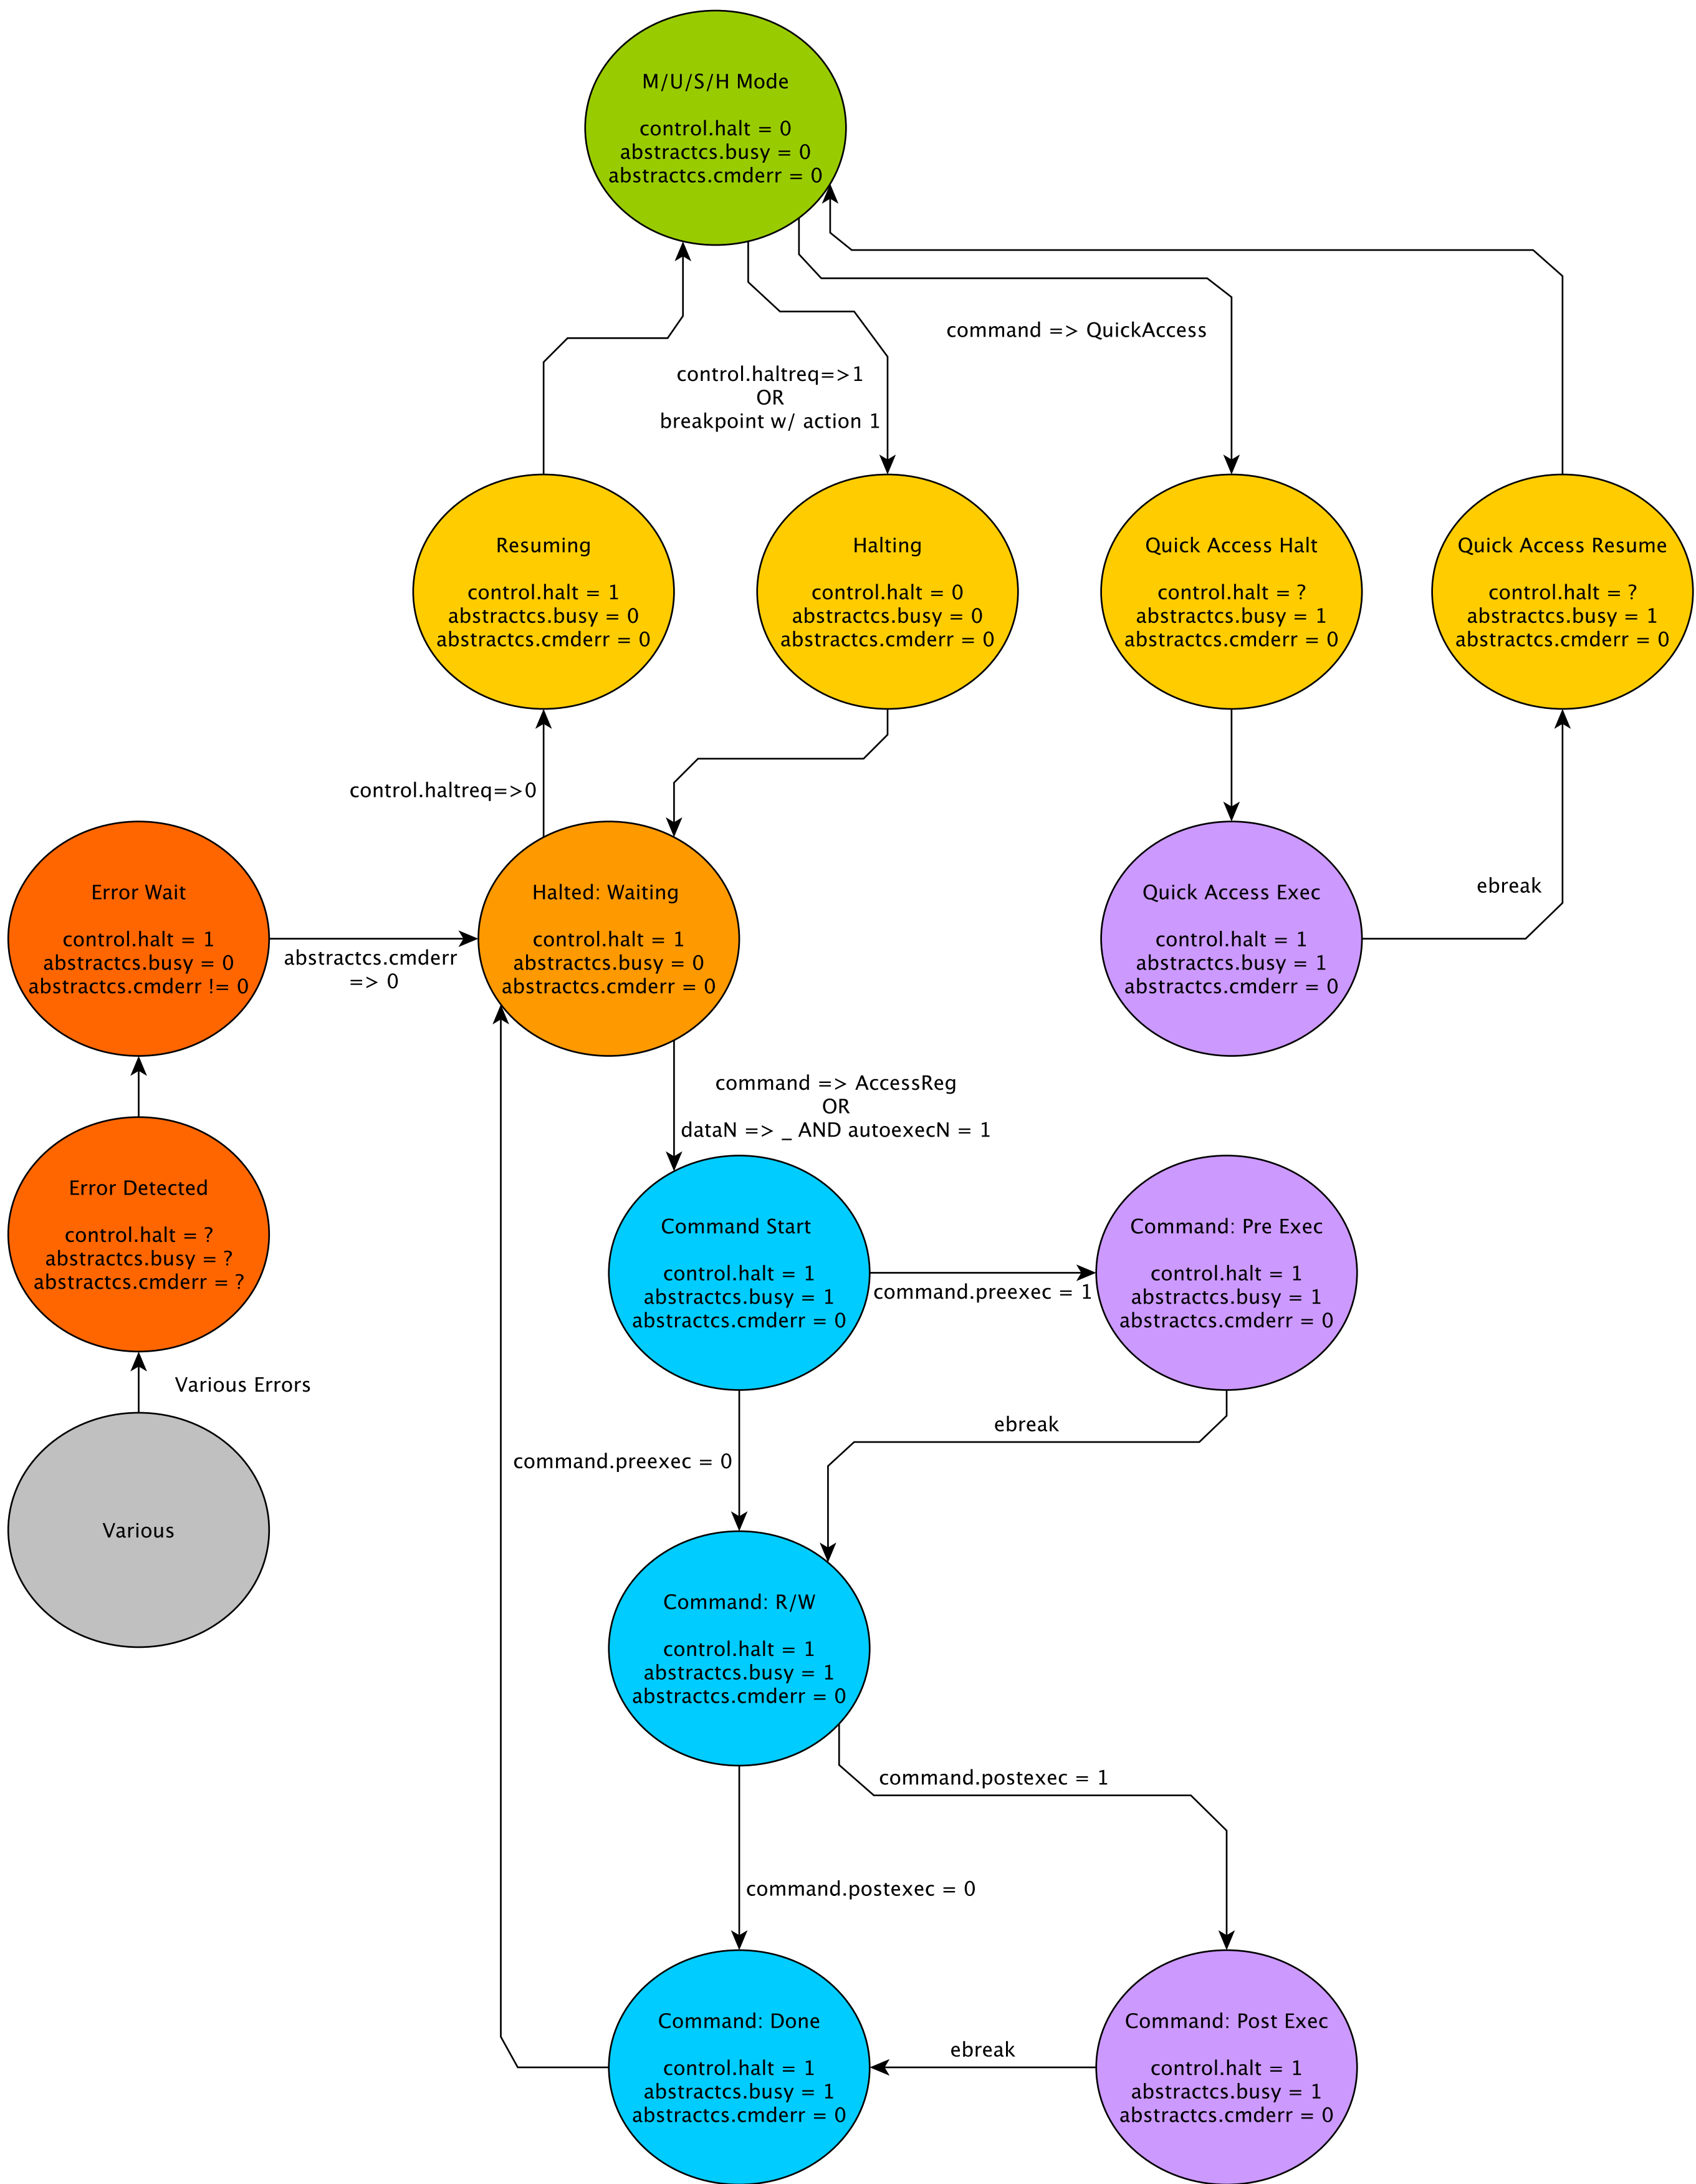 M/U/S/H Mode
control.halt = 0
abstractcs.busy = 0
abstractcs.cmderr = 0
command => QuickAccess
control.haltreq=>1
OR
breakpoint w/ action 1
Resuming
control.halt = 1
abstractcs.busy = 0
abstractcs.cmderr = 0
Halting
control.halt = 0
abstractcs.busy = 0
abstractcs.cmderr = 0
Quick Access Halt
control.halt = ?
abstractcs.busy = 1
abstractcs.cmderr = 0
Quick Access Resume
control.halt = ?
abstractcs.busy = 1
abstractcs.cmderr = 0
control.haltreq=>0
Error Wait
control.halt = 1
abstractcs.busy = 0
abstractcs.cmderr != 0
abstractcs.cmderr
=> 0
Halted: Waiting
control.halt = 1
abstractcs.busy = 0
abstractcs.cmderr = 0
Quick Access Exec
control.halt = 1
abstractcs.busy = 1
abstractcs.cmderr = 0
ebreak
command => AccessReg
OR
dataN => _ AND autoexecN = 1
Error Detected
control.halt = ?
abstractcs.busy = ?
abstractcs.cmderr = ?
Command Start
control.halt = 1
abstractcs.busy = 1
abstractcs.cmderr = 0
command.preexec = 1
Command: Pre Exec
control.halt = 1
abstractcs.busy = 1
abstractcs.cmderr = 0
Various Errors
ebreak
command.preexec = 0
Various
Command: R/W
control.halt = 1
abstractcs.busy = 1
abstractcs.cmderr = 0
command.postexec = 1
command.postexec = 0
Command: Done
control.halt = 1
abstractcs.busy = 1
abstractcs.cmderr = 0
ebreak
Command: Post Exec
control.halt = 1
abstractcs.busy = 1
abstractcs.cmderr = 0